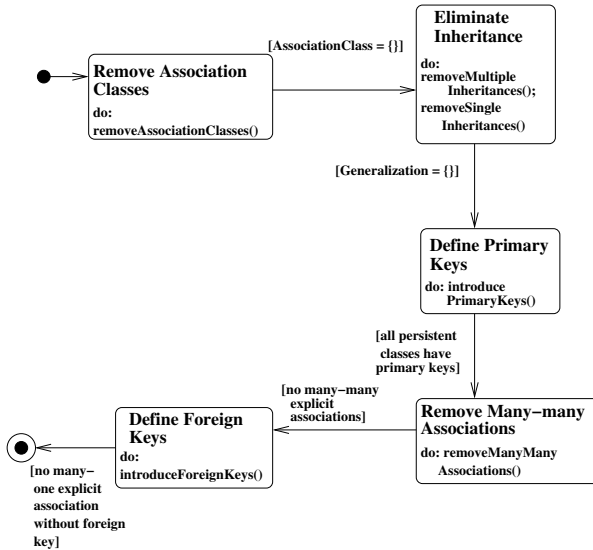 [AssociationClass = {}]
Remove Association
Classes
do:
removeAssociationClasses()
Eliminate
Inheritance
do:
removeMultiple
Inheritances();
removeSingle
Inheritances()
[Generalization = {}]
Define Primary
Keys
do: introduce
PrimaryKeys()
[all persistent
classes have
primary keys]
Remove Many−many
Associations
do: removeManyMany
Associations()
[no many−many
explicit
associations]
Define Foreign
Keys
do:
introduceForeignKeys()
[no many−
one explicit
association
without foreign
key]